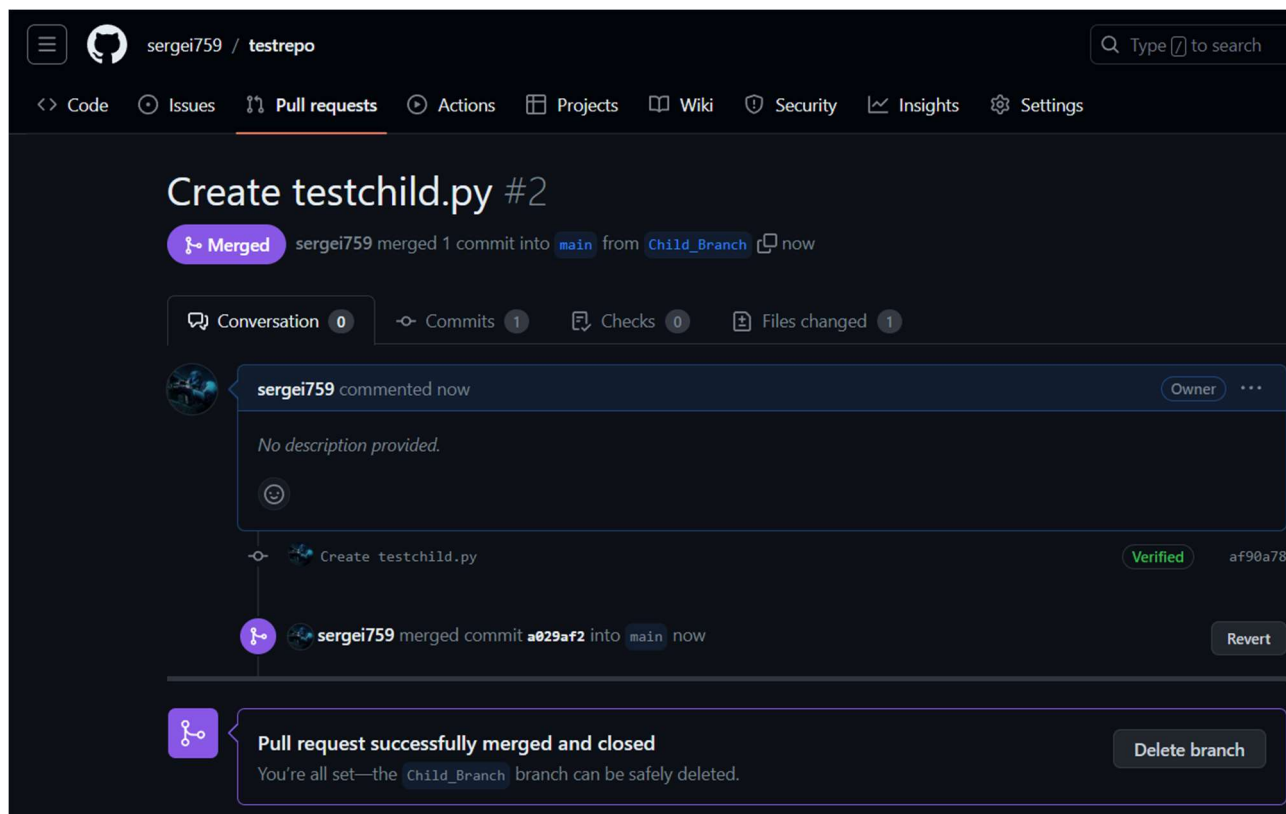 sergei759 / testrepo
Type / to search
Code Issues Pull requests Actions Projects Wiki Security Insights Settings
Create testchild.py #2
Merged sergei759 merged 1 commit into main from Child_Branch now
Conversation 0 Commits 1 Checks 0 Files changed 1
sergei759 commented now Owner ...
No description provided.
Create testchild.py Verified af90a78
sergei759 merged commit a029af2 into main now Revert
Pull request successfully merged and closed
You’re all set—the Child_Branch branch can be safely deleted.
Delete branch